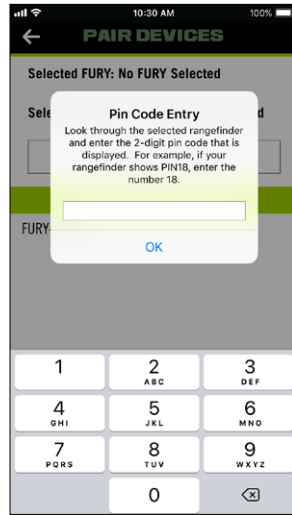 10:30 AM
100%
PAIR DEVICES
Selected FURY: No FURY Selected
Sele d
Pin Code Entry
Look through the selected rangefinder
and enter the 2-digit pin code that is
displayed. For example, if your
rangefinder shows PIN18, enter the
number 18.
FURY-
OK
1
2
ABC
3
DEF
4
GHI
5
JKL
6
MNO
7
PQRS
8
TUV
9
WXYZ
0